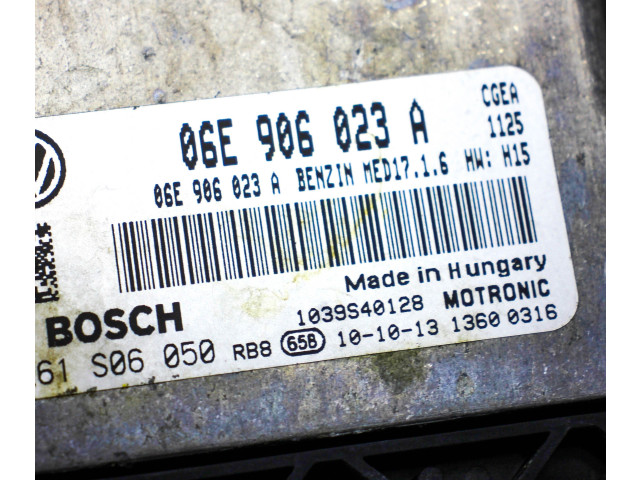 06E 906 023 A
CGEA
1125
06E 906 023 A BENZIN MED17.1.6 HW: H15
Made in Hungary
BOSCH
1039S40128 MOTRONIC
61 S06 050 RB8 65B 10-10-13 1360 0316